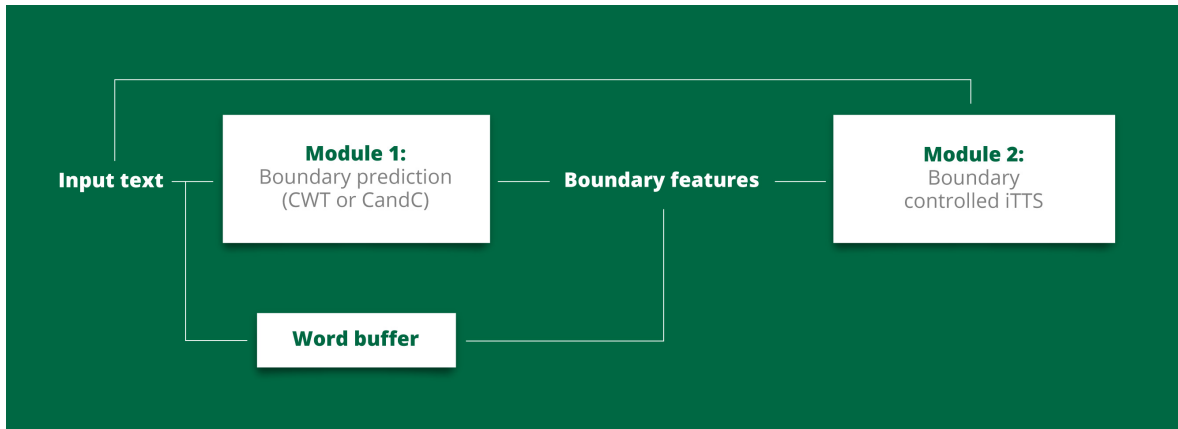 Input text
Module 1:
Boundary prediction
(CWT or CandC)
Boundary features
Module 2:
Boundary
controlled iTTS
Word buffer